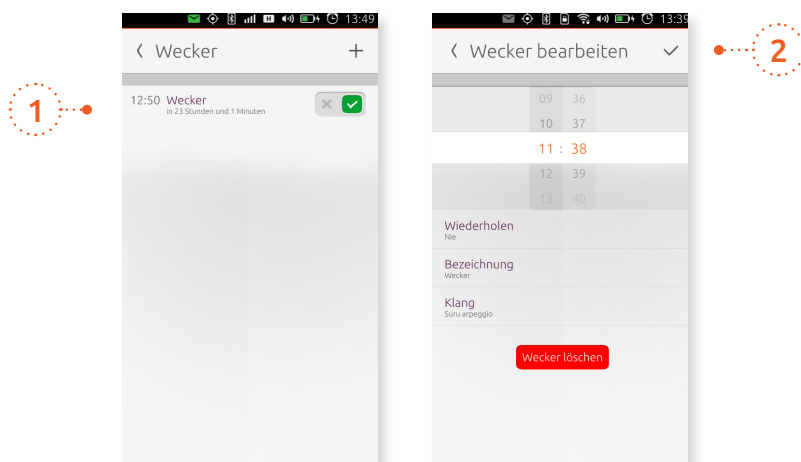 13:49
Wecker
12:50 Wecker
in 23 Stunden und 1 Minuten
1
13:39
Wecker bearbeiten
2
09 36
10 37
11 : 38
12 39
13 40
Wiederholen
Nie
Bezeichnung
Wecker
Klang
Suru arpeggio
Wecker löschen